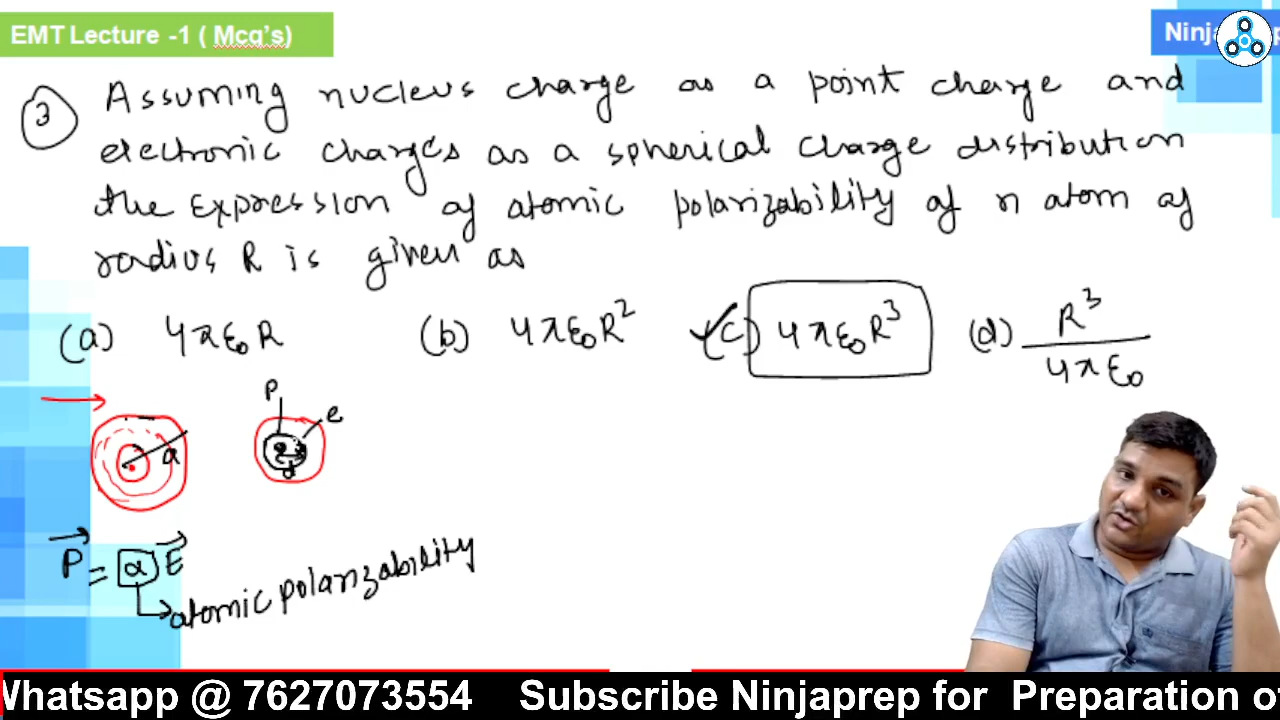 EMT Lecture -1 ( Mcq's)
Ninja
3
Assuming nucleus charge as a point charge and
electronic charges as a spherical charge distribution
the expression of atomic polarizability of n atom of
radius R is given as
(a) 4πε₀R (b) 4πε₀R² (c) 4πε₀R³ (d) R³/4πε₀
P
e
a
d
P = α E
atomic polarizability
Whatsapp @ 7627073554 Subscribe Ninjaprep for Preparation of